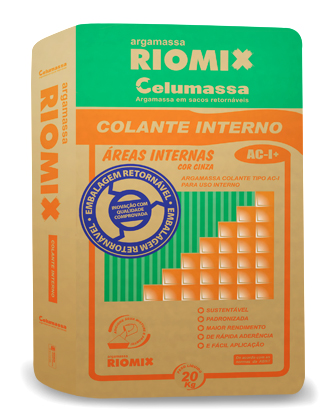 argamassa
RIOMIX
Celumassa
Argamassa em sacos retornáveis
COLANTE INTERNO
ÁREAS INTERNAS
COR CINZA
AC-I+
ARGAMASSA COLANTE TIPO AC-I
PARA USO INTERNO
EMBALAGEM RETORNÁVEL
EMBALAGEM RETORNÁVEL
INOVAÇÃO COM
QUALIDADE
COMPROVADA
SUSTENTÁVEL
PADRONIZADA
MAIOR RENDIMENTO
DE RÁPIDA ADERÊNCIA
E FÁCIL APLICAÇÃO
RIOMIX
20
Kg
Celumassa
argamassa
RIOMIX
COLANTE INTERNO